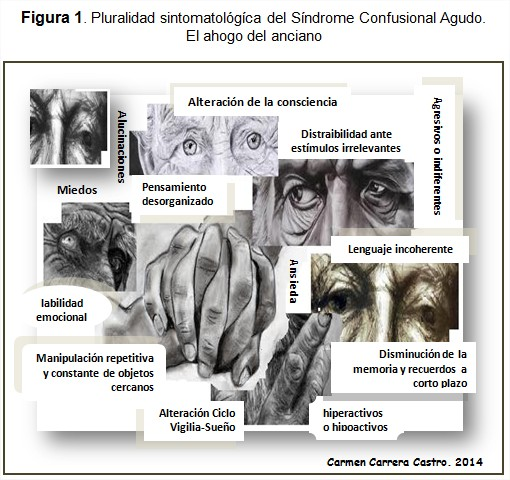 Figura 1. Pluralidad sintomatológíca del Síndrome Confusional Agudo.
El ahogo del anciano
Alteración de la consciencia
Alucinaciones
Distraibilidad ante
estímulos irrelevantes
Agresivos o indiferentes
Miedos
Pensamiento
desorganizado
Lenguaje incoherente
Ansieda
labilidad
emocional
Manipulación repetitiva
y constante de objetos
cercanos
Disminución de la
memoria y recuerdos a
corto plazo
Alteración Ciclo
Vigilia-Sueño
hiperactivos
o hipoactivos
Carmen Carrera Castro. 2014